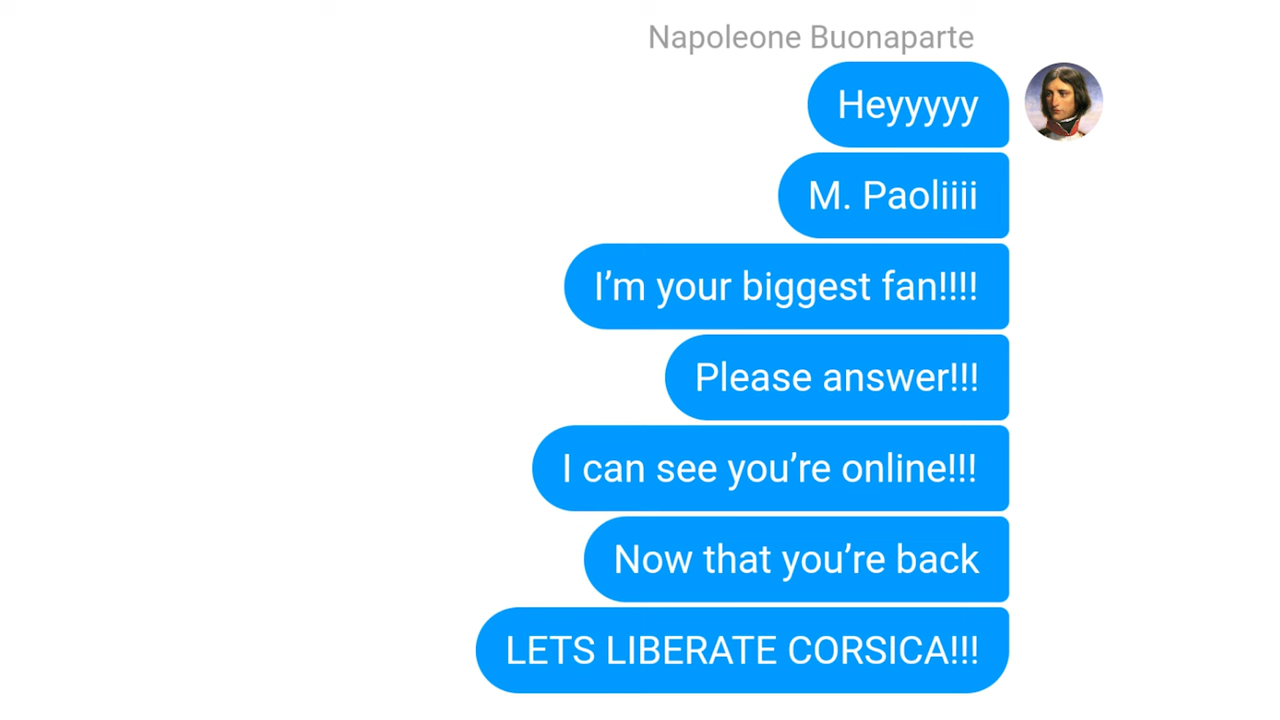 Napoleone Buonaparte
Heyyyyy
M. Paoliiii
I’m your biggest fan!!!!
Please answer!!!
I can see you’re online!!!
Now that you’re back
LETS LIBERATE CORSICA!!!